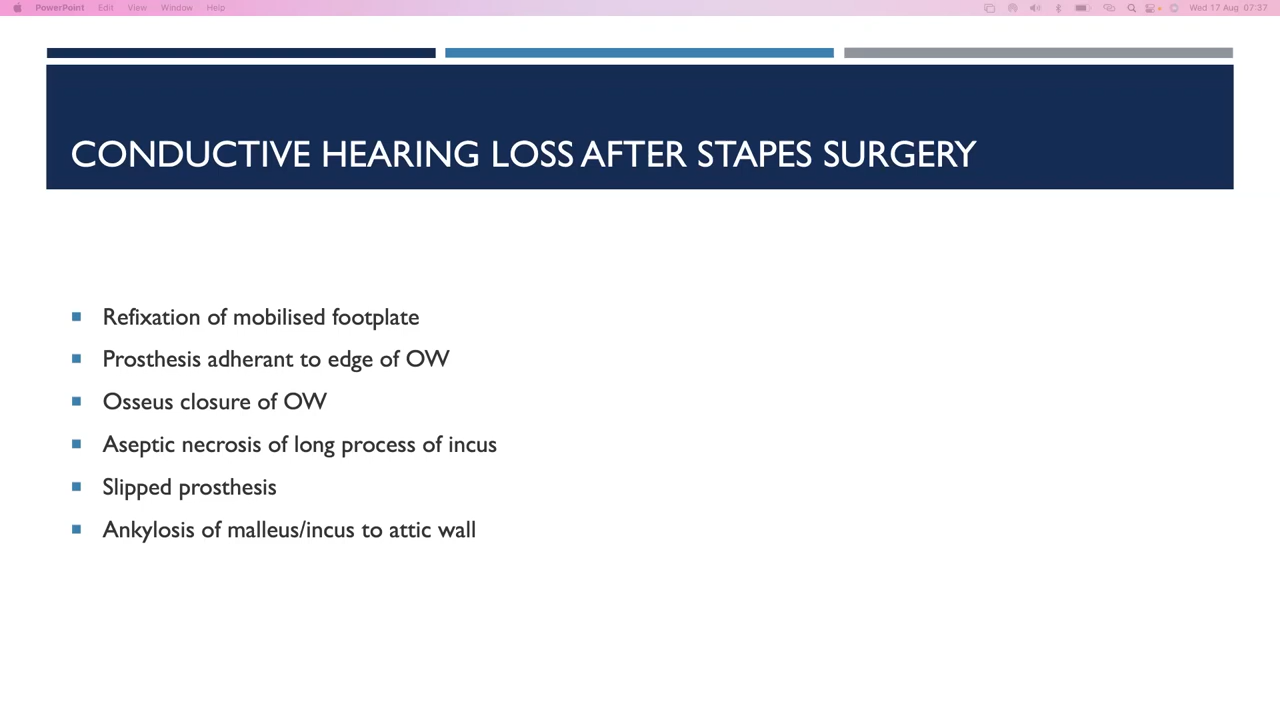 PowerPoint Edit View Window Help Wed 17 Aug 07:37
CONDUCTIVE HEARING LOSS AFTER STAPES SURGERY
Refixation of mobilised footplate
Prosthesis adherant to edge of OW
Osseus closure of OW
Aseptic necrosis of long process of incus
Slipped prosthesis
Ankylosis of malleus/incus to attic wall